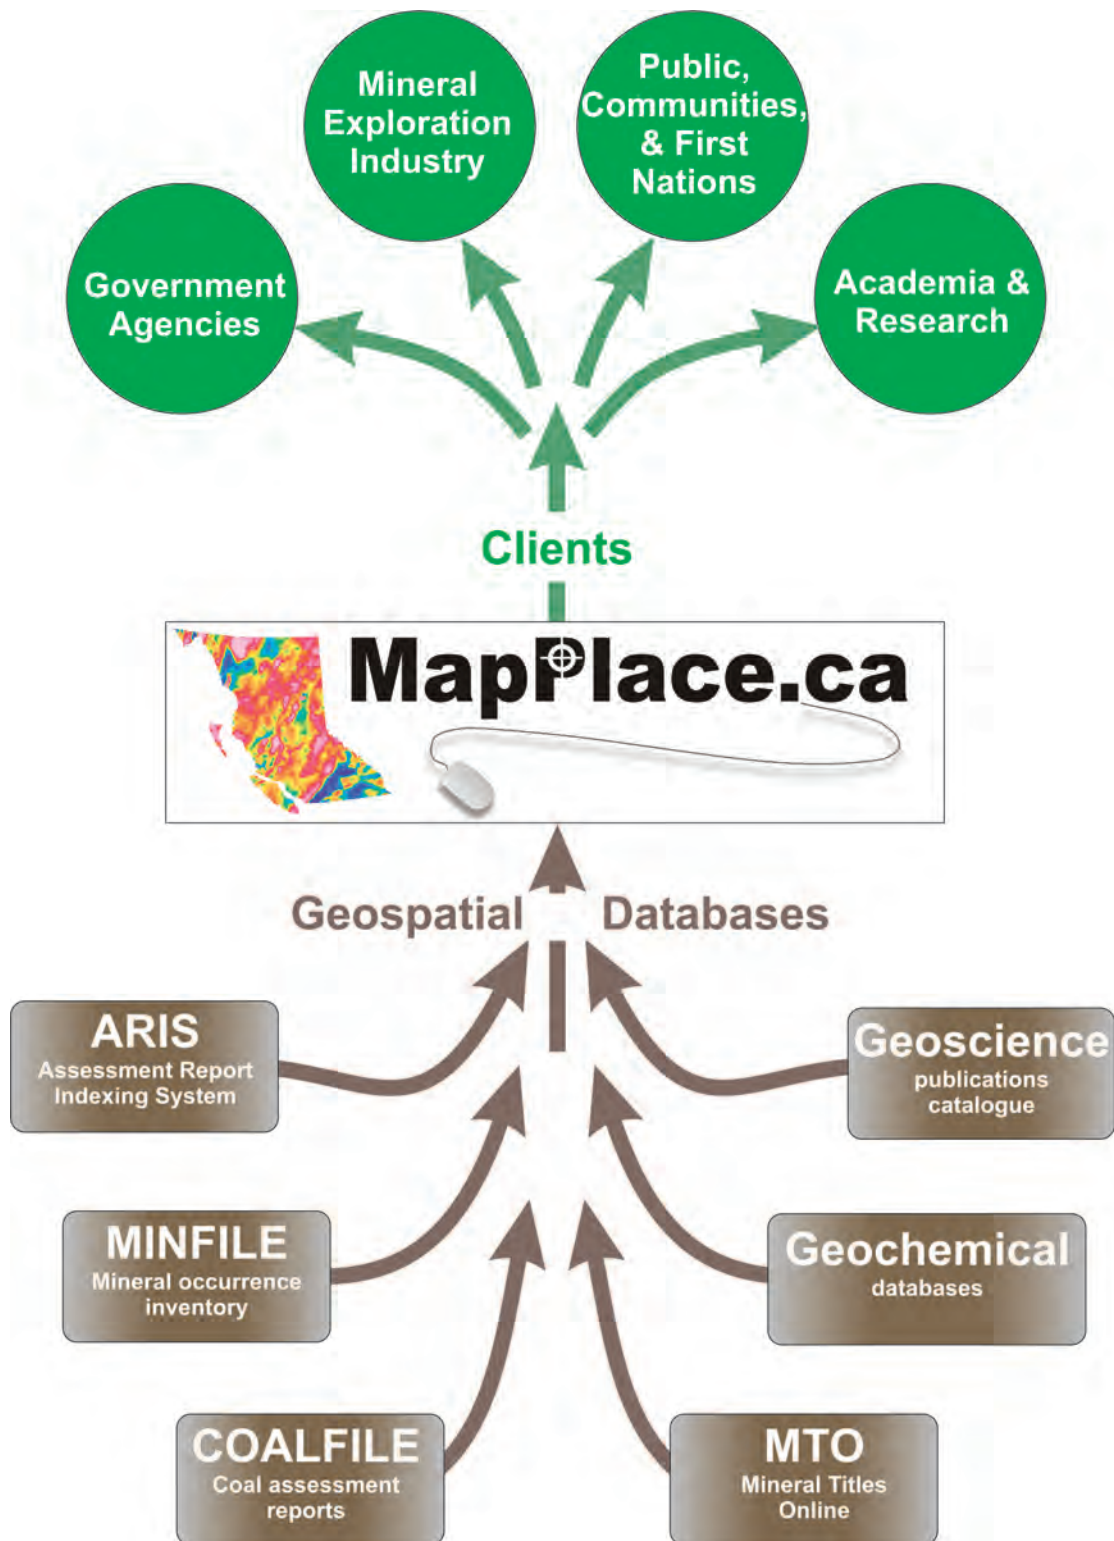 Mineral
Exploration
Industry
Public,
Communities,
& First
Nations
Government
Agencies
Academia &
Research
Clients
MapPlace.ca
Geospatial Databases
ARIS
Assessment Report
Indexing System
Geoscience
publications
catalogue
MINFILE
Mineral occurrence
inventory
Geochemical
databases
COALFILE
Coal assessment
reports
MTO
Mineral Titles
Online